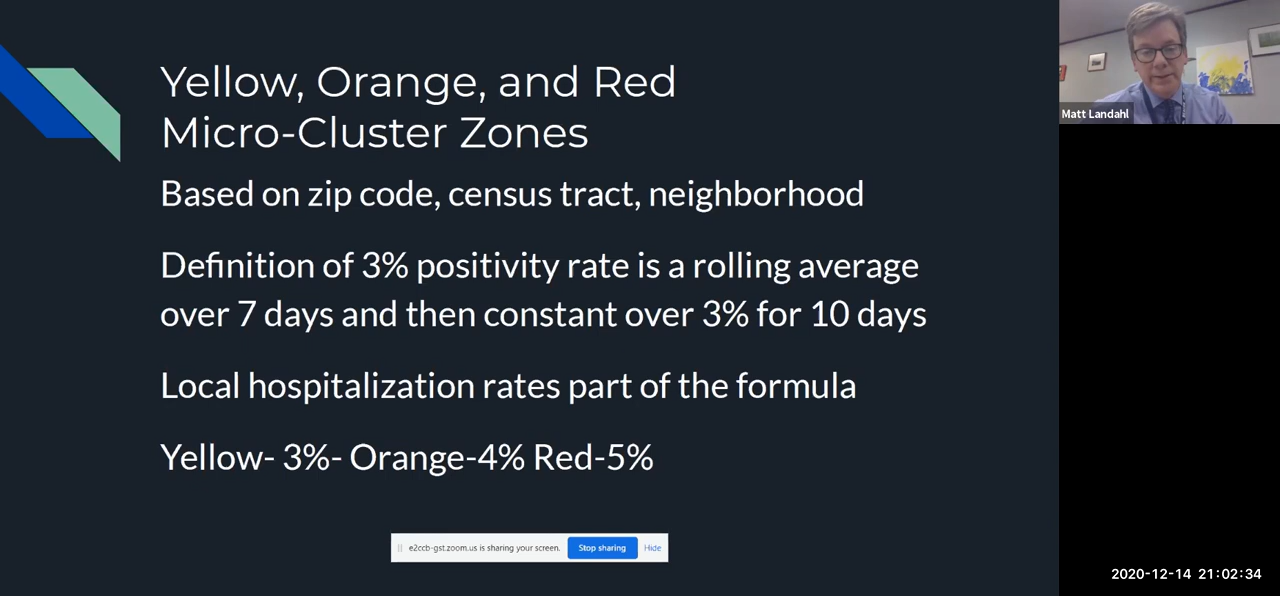 Yellow, Orange, and Red
Micro-Cluster Zones
Based on zip code, census tract, neighborhood
Definition of 3% positivity rate is a rolling average
over 7 days and then constant over 3% for 10 days
Local hospitalization rates part of the formula
Yellow- 3%- Orange-4% Red-5%
e2ccb-gst.zoom.us is sharing your screen. Stop sharing Hide
Matt Landahl
2020-12-14 21:02:34